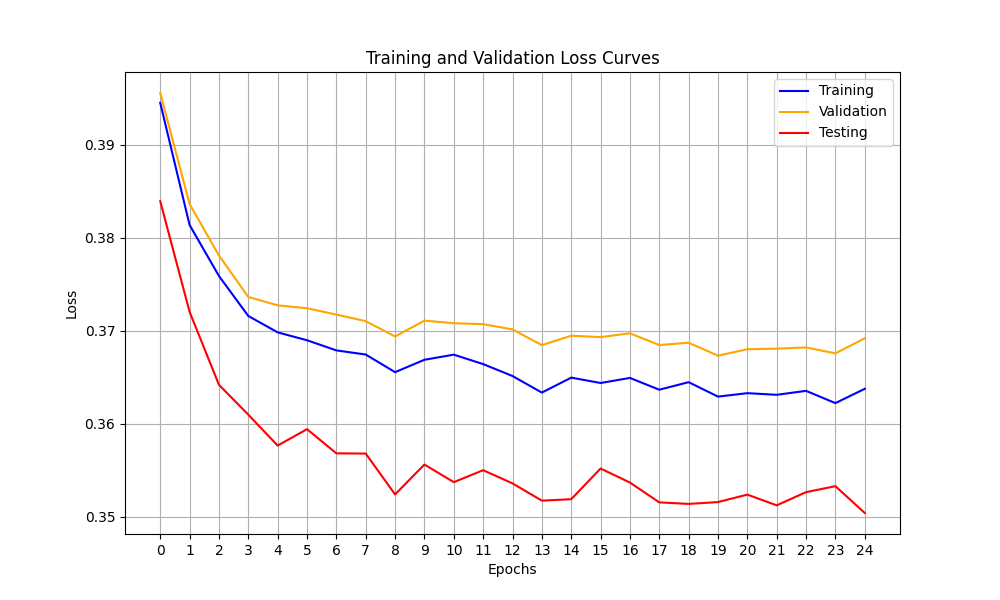 Training and Validation Loss Curves
Training
Validation
Testing
0.39
0.38
0.37
0.36
0.35
Loss
0 1 2 3 4 5 6 7 8 9 10 11 12 13 14 15 16 17 18 19 20 21 22 23 24
Epochs